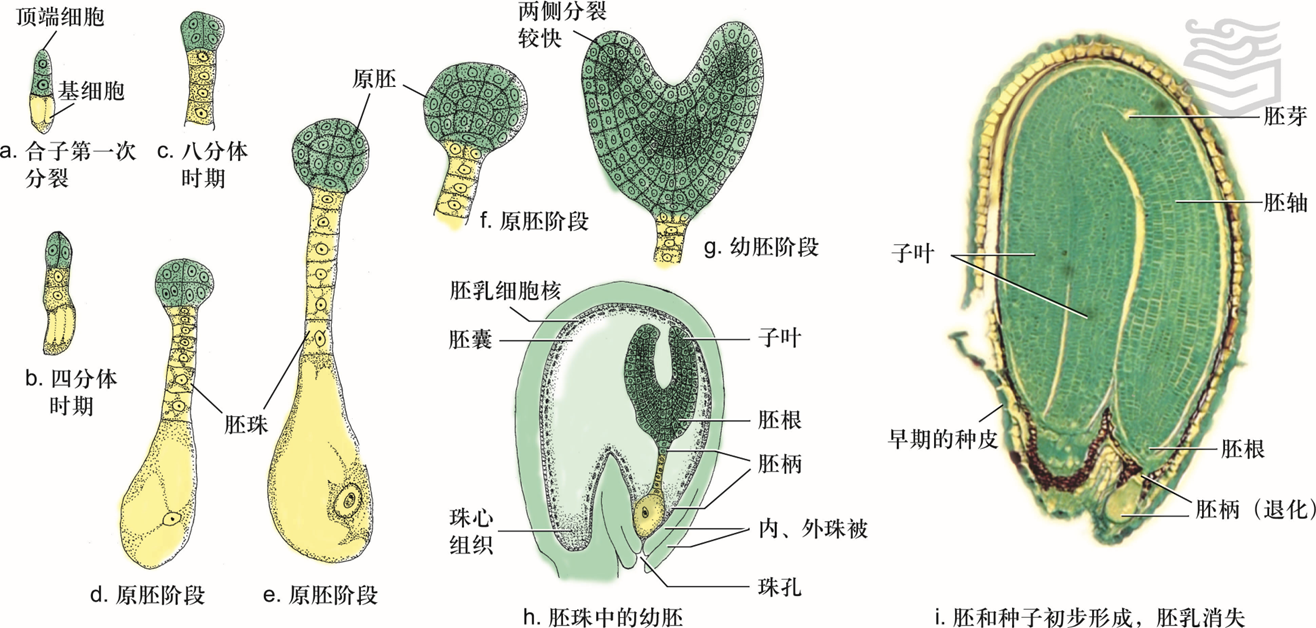 顶端细胞
基细胞
a. 合子第一次
分裂
c. 八分体
时期
b. 四分体
时期
d. 原胚阶段
胚珠
e. 原胚阶段
原胚
f. 原胚阶段
两侧分裂
较快
g. 幼胚阶段
胚乳细胞核
胚囊
珠心
组织
子叶
胚根
胚柄
内、外珠被
珠孔
h. 胚珠中的幼胚
胚芽
胚轴
子叶
早期的种皮
胚根
胚柄（退化）
i. 胚和种子初步形成，胚乳消失